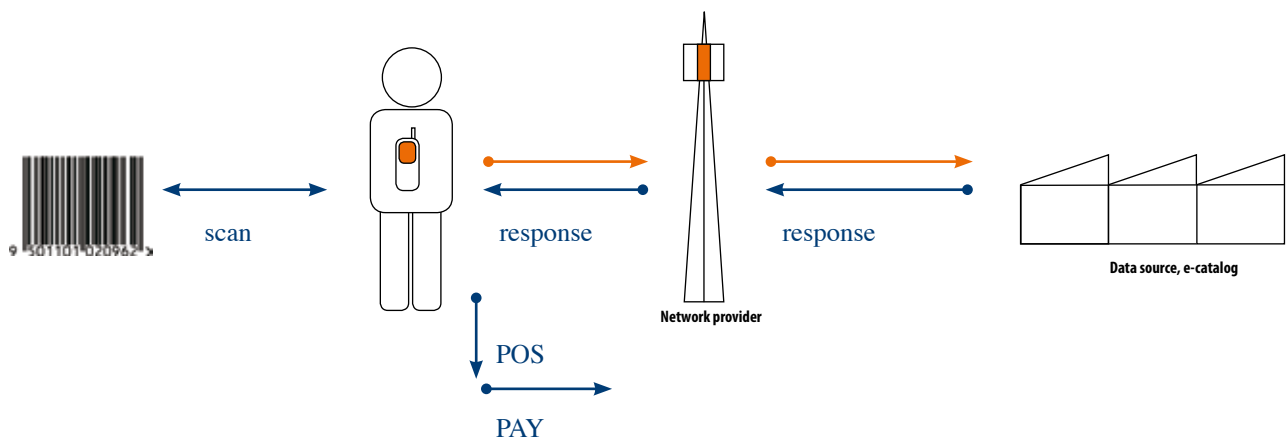 9 501101 020962
scan
response
response
Data source, e-catalog
Network provider
POS
PAY